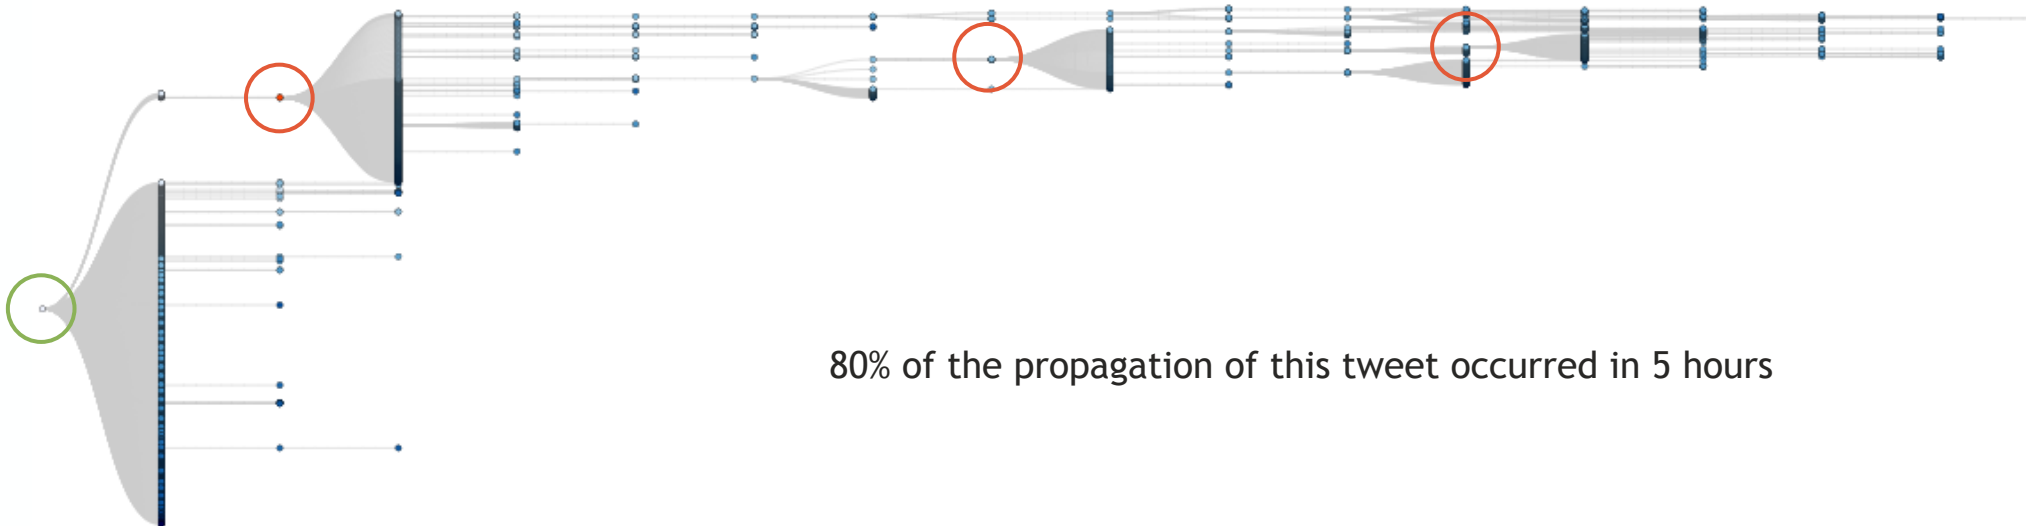 80% of the propagation of this tweet occurred in 5 hours